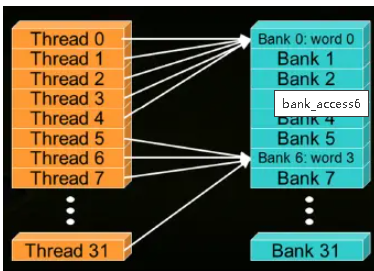 Thread 0
Thread 1
Thread 2
Thread 3
Thread 4
Thread 5
Thread 6
Thread 7
Thread 31
Bank 0: word 0
Bank 1
Bank 2
bank_access6
Bank 4
Bank 5
Bank 6: word 3
Bank 7
Bank 31